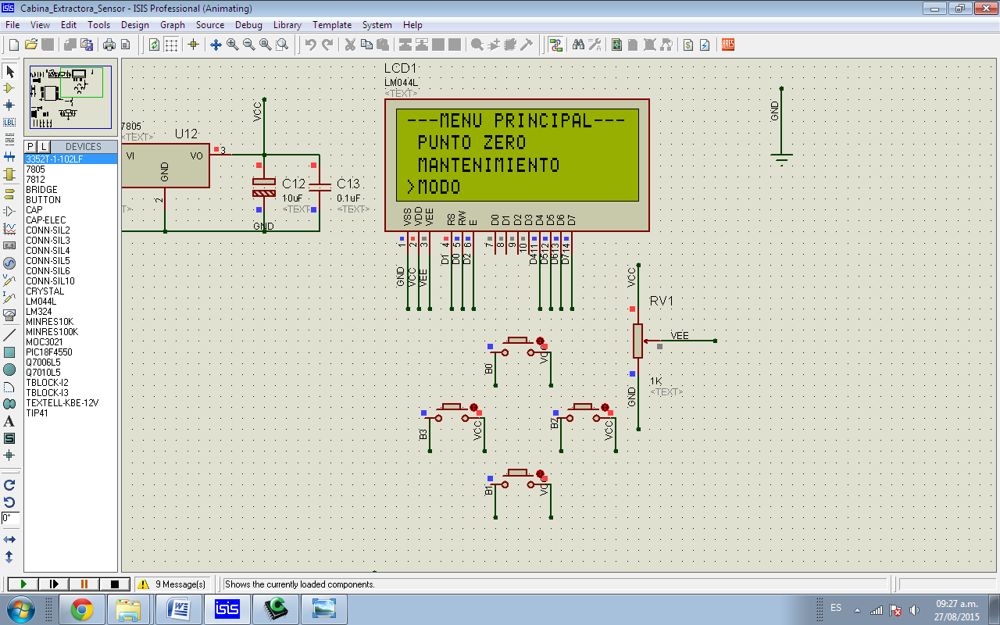 Cabina_Extractora_Sensor - ISIS Professional (Animating)
File View Edit Tools Design Graph Source Debug Library Template System Help
LCD1
LM044L
<TEXT>
---MENU PRINCIPAL---
PUNTO ZERO
MANTENIMIENTO
>MODO
VSS VDD VEE RS RW E D0 D1 D2 D3 D4 D5 D6 D7
1 2 3 4 5 6 7 8 9 10 11 12 13 14
D1 D0 D2 D4 D5 D6 D7
GND VCC VEE
7805
<TEXT>
U12
VI
VO
GND
3
2
VCC
C12
10uF
<TEXT>
C13
0.1uF
<TEXT>
GND
GND
VCC
RV1
VEE
1K
<TEXT>
GND
B0
VCC
B3
VCC
B2
VCC
B1
VCC
LBL
A
S
0°
P L DEVICES
3352T-1-102LF
7805
7812
BRIDGE
BUTTON
CAP
CAP-ELEC
CONN-SIL2
CONN-SIL3
CONN-SIL4
CONN-SIL5
CONN-SIL6
CONN-SIL10
CRYSTAL
LM044L
LM324
MINRES10K
MINRES100K
MOC3021
PIC18F4550
Q7006L5
Q7010L5
TBLOCK-I2
TBLOCK-I3
TEXTELL-KBE-12V
TIP41
9 Message(s)
Shows the currently loaded components.
isis
ES
09:27 a.m.
27/08/2015